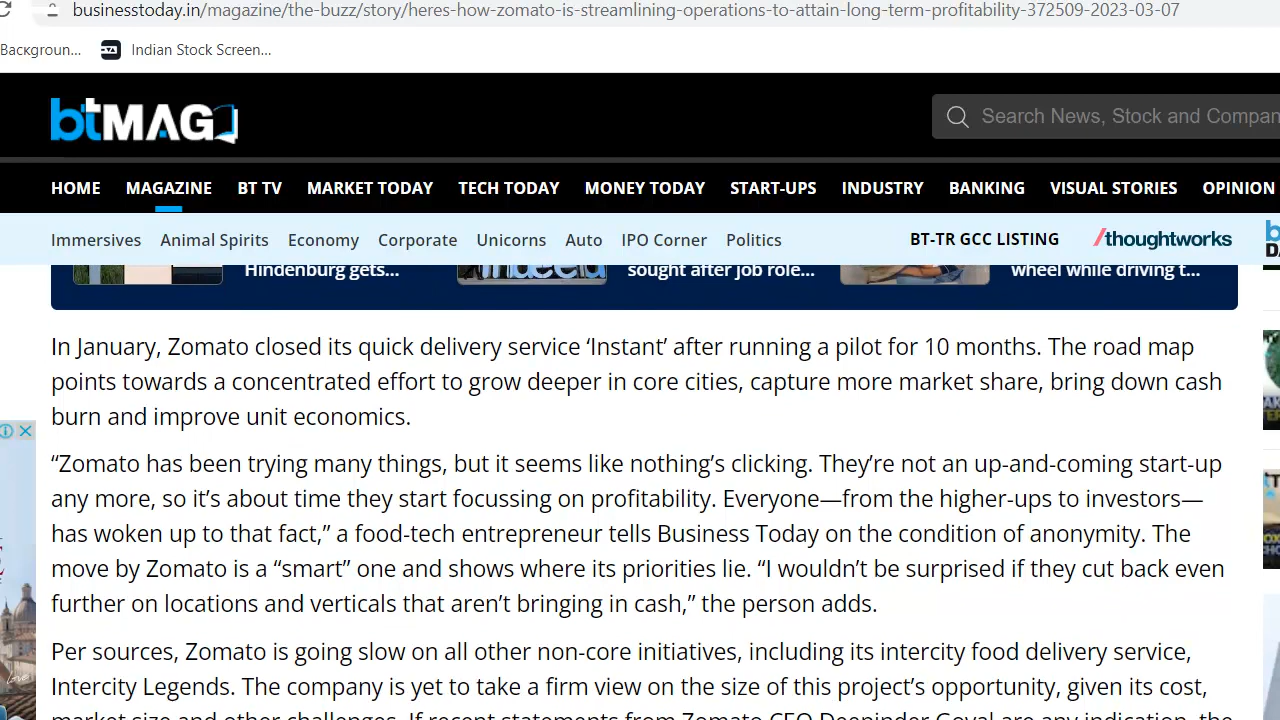 businesstoday.in/magazine/the-buzz/story/heres-how-zomato-is-streamlining-operations-to-attain-long-term-profitability-372509-2023-03-07
Backgroun... Indian Stock Screen...
btMAG
Search News, Stock and Compan
HOME MAGAZINE BT TV MARKET TODAY TECH TODAY MONEY TODAY START-UPS INDUSTRY BANKING VISUAL STORIES OPINION
Immersives Animal Spirits Economy Corporate Unicorns Auto IPO Corner Politics BT-TR GCC LISTING /thoughtworks
Hindenburg gets... sought after job role... wheel while driving t...
In January, Zomato closed its quick delivery service ‘Instant’ after running a pilot for 10 months. The road map
points towards a concentrated effort to grow deeper in core cities, capture more market share, bring down cash
burn and improve unit economics.
“Zomato has been trying many things, but it seems like nothing’s clicking. They’re not an up-and-coming start-up
any more, so it’s about time they start focussing on profitability. Everyone—from the higher-ups to investors—
has woken up to that fact,” a food-tech entrepreneur tells Business Today on the condition of anonymity. The
move by Zomato is a “smart” one and shows where its priorities lie. “I wouldn’t be surprised if they cut back even
further on locations and verticals that aren’t bringing in cash,” the person adds.
Per sources, Zomato is going slow on all other non-core initiatives, including its intercity food delivery service,
Intercity Legends. The company is yet to take a firm view on the size of this project’s opportunity, given its cost,
market size and other challenges. If recent statements from Zomato CEO Deepinder Goyal are any indication, the